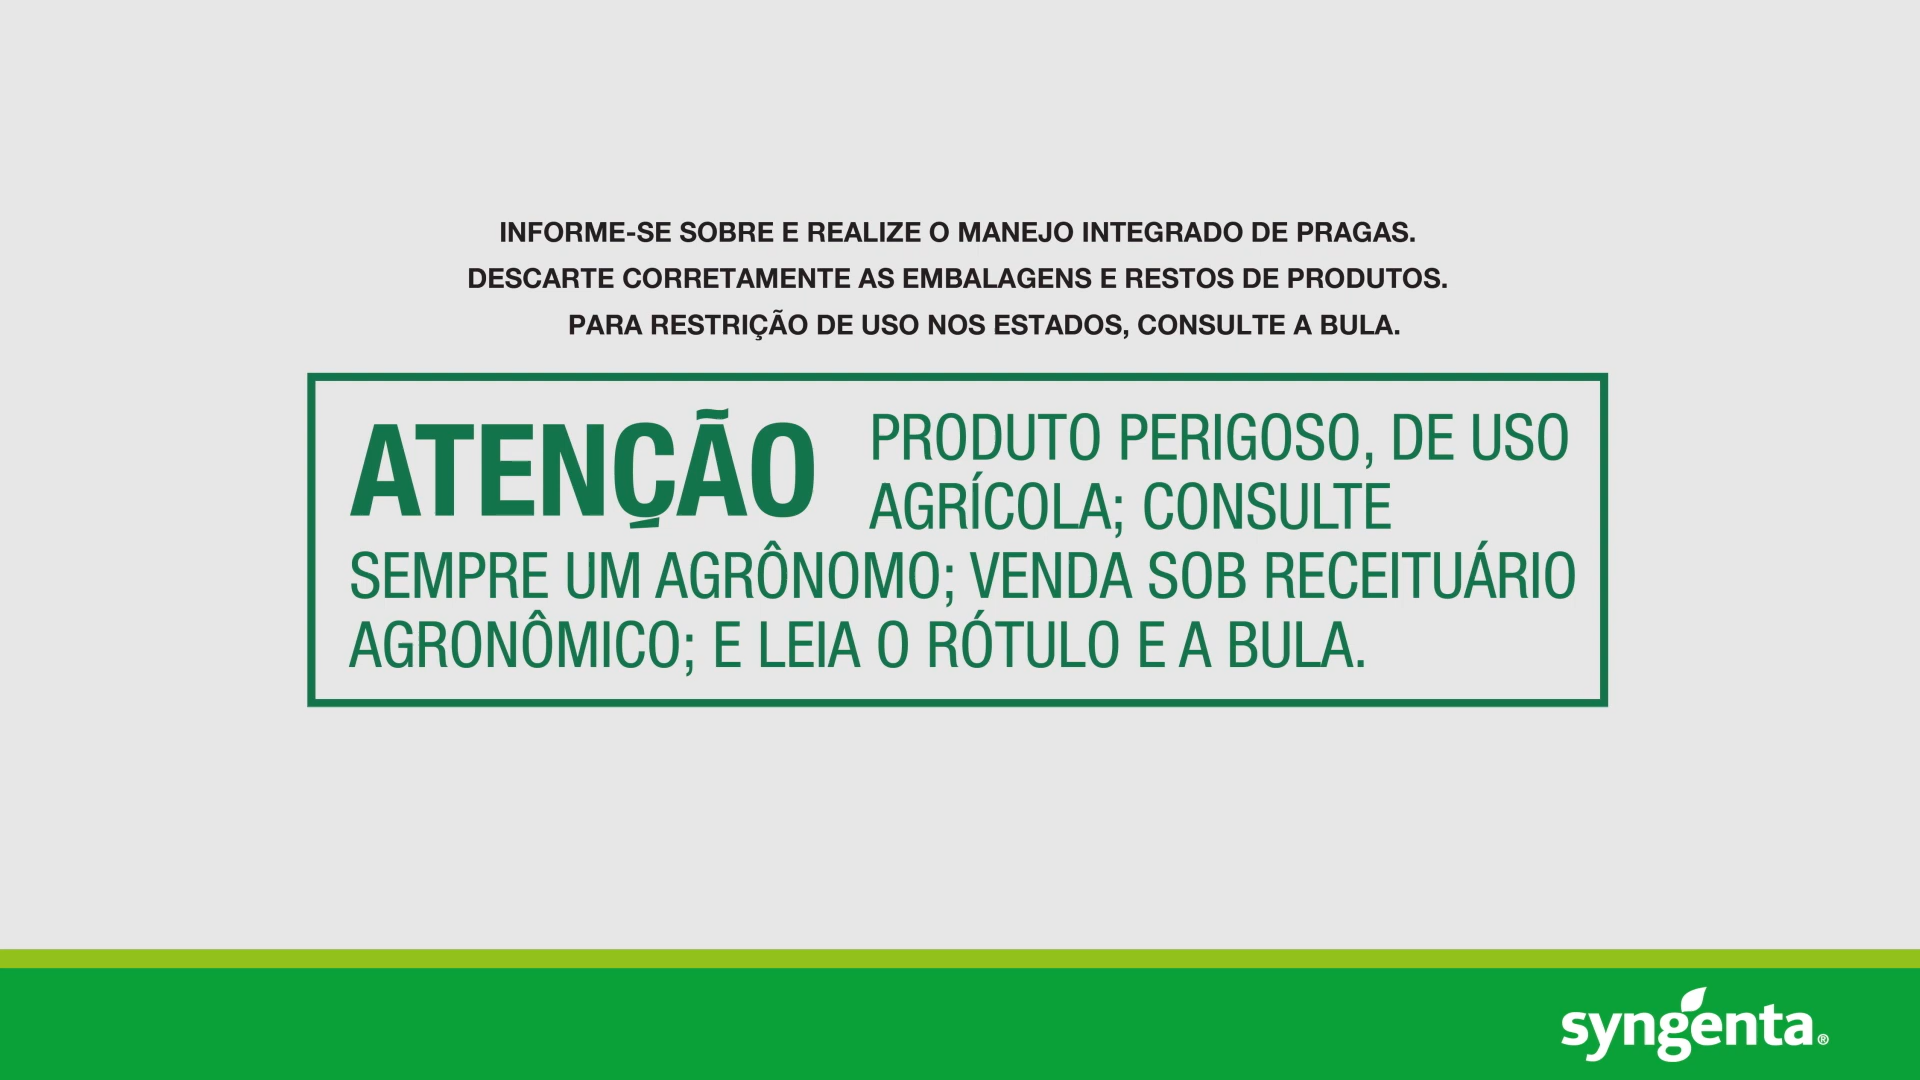 INFORME-SE SOBRE E REALIZE O MANEJO INTEGRADO DE PRAGAS.
DESCARTE CORRETAMENTE AS EMBALAGENS E RESTOS DE PRODUTOS.
PARA RESTRIÇÃO DE USO NOS ESTADOS, CONSULTE A BULA.
ATENÇÃO PRODUTO PERIGOSO, DE USO
AGRÍCOLA; CONSULTE
SEMPRE UM AGRÔNOMO; VENDA SOB RECEITUÁRIO
AGRONÔMICO; E LEIA O RÓTULO E A BULA.
syngenta®